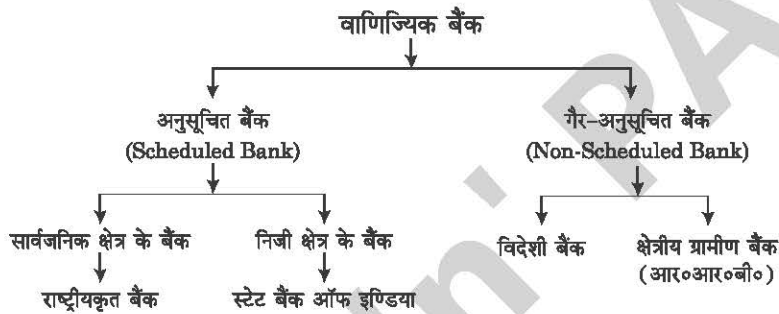 वाणिज्यिक बैंक
अनुसूचित बैंक
(Scheduled Bank)
गैर-अनुसूचित बैंक
(Non-Scheduled Bank)
सार्वजनिक क्षेत्र के बैंक
निजी क्षेत्र के बैंक
विदेशी बैंक
क्षेत्रीय ग्रामीण बैंक
(आर०आर०बी०)
राष्ट्रीयकृत बैंक
स्टेट बैंक ऑफ इण्डिया